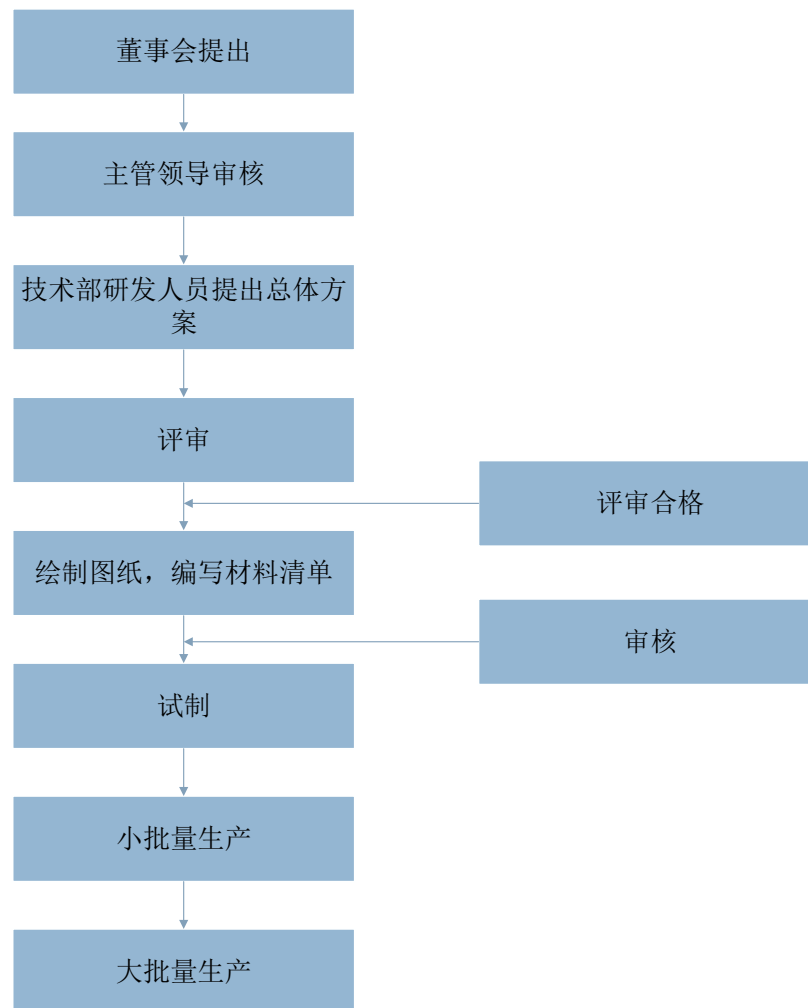 董事会提出
主管领导审核
技术部研发人员提出总体方
案
评审
评审合格
绘制图纸，编写材料清单
审核
试制
小批量生产
大批量生产